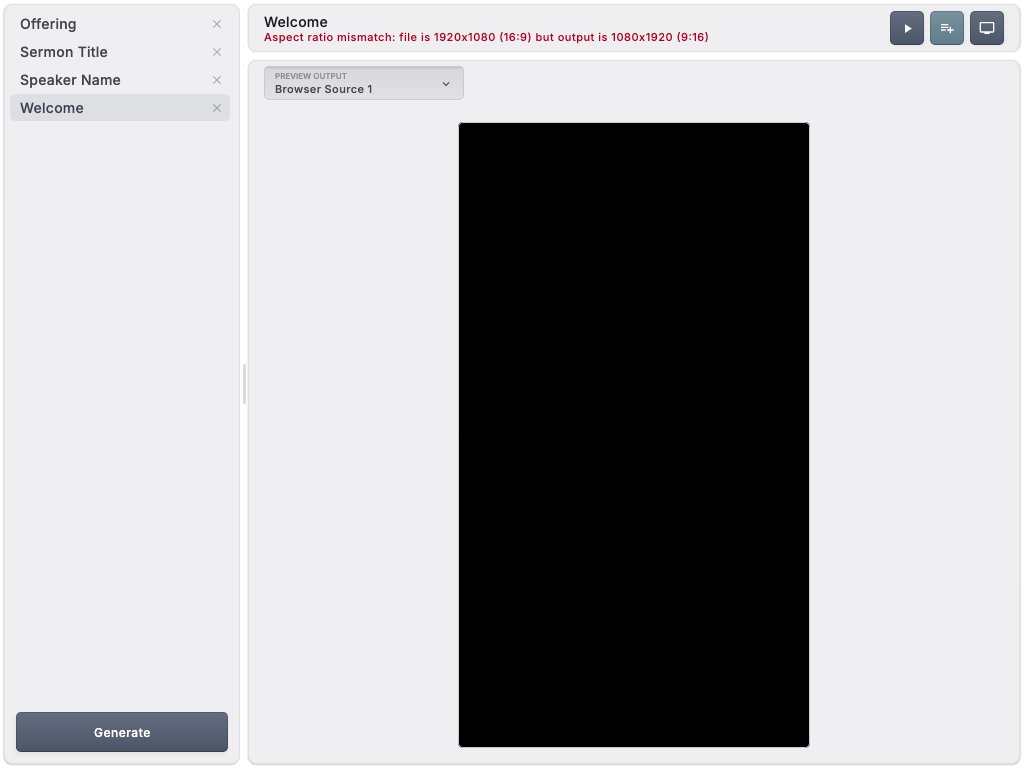 Offering
Sermon Title
Speaker Name
Welcome
Generate
Welcome
Aspect ratio mismatch: file is 1920x1080 (16:9) but output is 1080x1920 (9:16)
PREVIEW OUTPUT
Browser Source 1